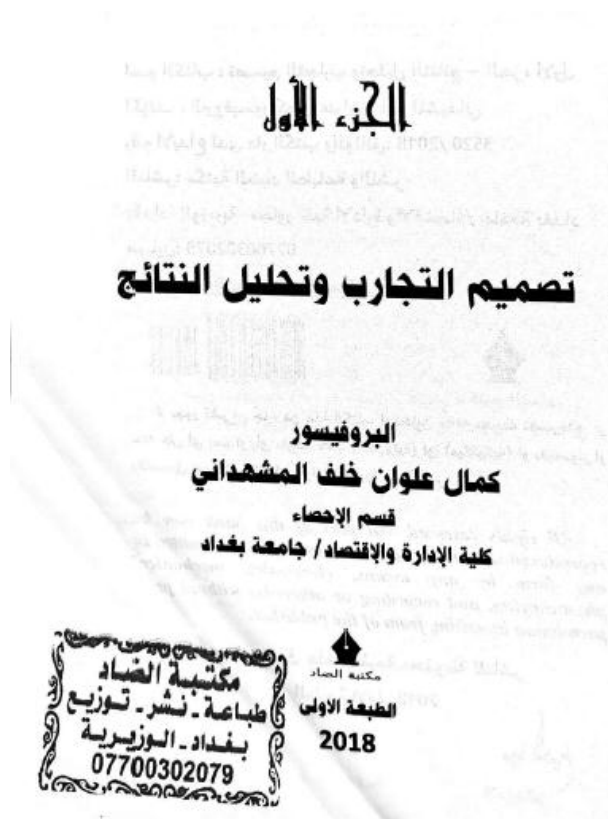 الجزء الأول
تصميم التجارب وتحليل النتائج
البروفيسور
كمال علوان خلف المشهداني
قسم الإحصاء
كلية الإدارة والإقتصاد/ جامعة بغداد
مكتبة الضاد
الطبعة الاولى
2018
مكتبة الضاد
طباعة ـ نشر ـ توزيع
بغداد ـ الوزيرية
07700302079